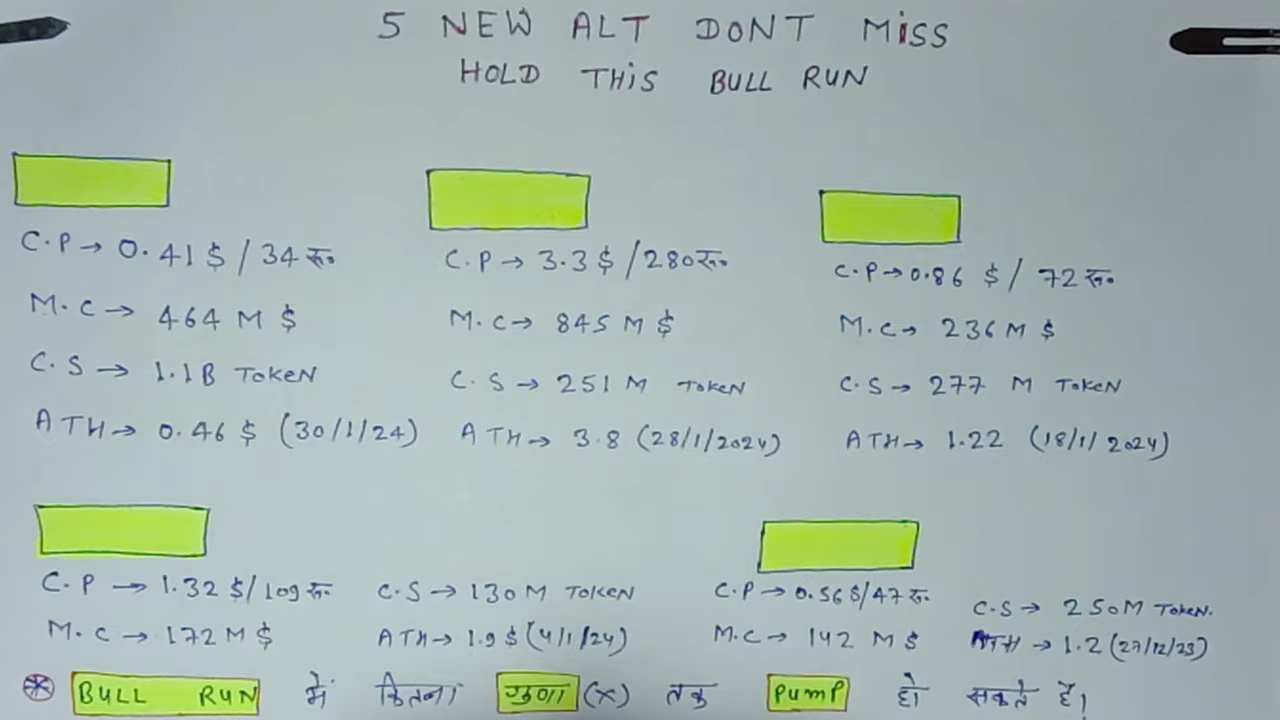 5 NEW ALT DONT MiSS
HOLD THiS BULL RUN
C.P → 0.41 $ / 34 रु॰
M.C → 464 M $
C.S → 1.1B TOKEN
ATH → 0.46 $ (30/1/24)
C.P → 3.3 $ /280 रु॰
M.C → 845 M $
C.S → 251 M TOKEN
ATH → 3.8 (28/1/2024)
C.P → 0.86 $ / 72 रु॰
M.C → 236 M $
C.S → 277 M TOKEN
ATH → 1.22 (18/1/2024)
C.P → 1.32 $/109 रु॰
M.C → 172 M $
C.S → 130 M TOKEN
ATH → 1.9 $ (4/1/24)
C.P → 0.56 $/47 रु॰
M.C → 142 M $
C.S → 250M TOKEN.
ATH → 1.2 (27/12/23)
BULL RUN में कितना गुणा (x) तक PUMP हो सकते हैं।